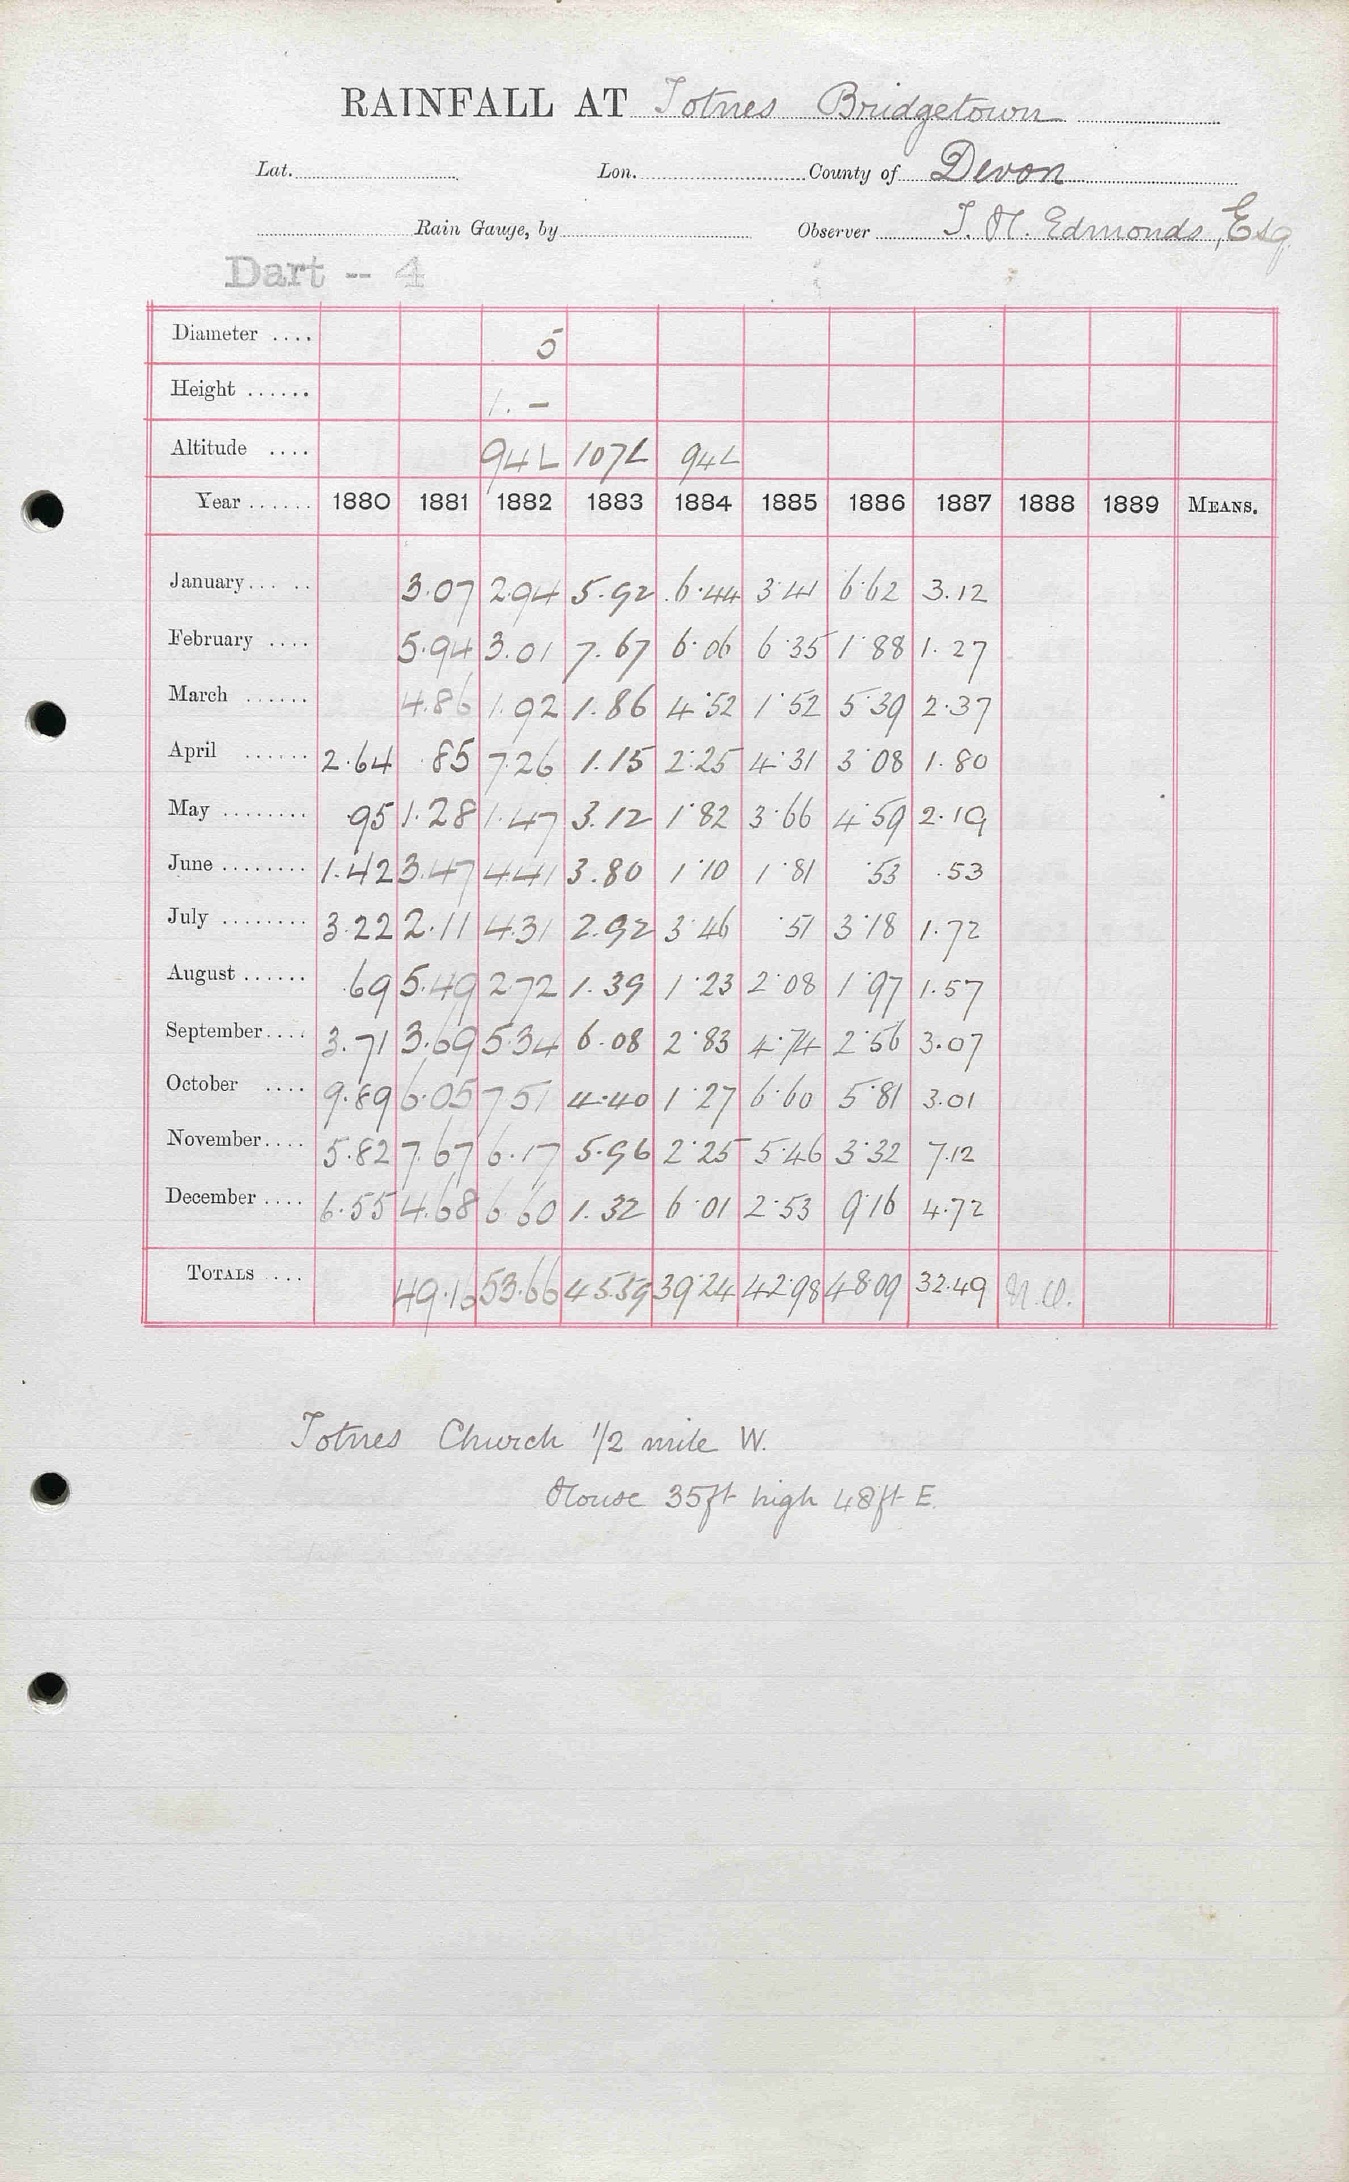 RAINFALL AT Totnes Bridgetown
Lat. Lon. County of Devon
Rain Gauge, by Observer T. H. Edmonds, Esq.
Dart -- 4
Diameter .... 5
Height ...... 1. –
Altitude .... 94L 107L 94L
Year ...... 1880 1881 1882 1883 1884 1885 1886 1887 1888 1889 MEANS.
January... .. 3.07 2.94 5.92 6.44 3.41 6.62 3.12
February .... 5.94 3.01 7.67 6.06 6.35 1.88 1.27
March ...... 4.86 1.92 1.86 4.52 1.52 5.39 2.37
April ...... 2.64 .85 7.26 1.15 2.25 4.31 3.08 1.80
May ........ .95 1.28 1.47 3.12 1.82 3.66 4.59 2.19
June ........ 1.42 3.47 4.41 3.80 1.10 1.81 .53 .53
July ........ 3.22 2.11 4.31 2.92 3.46 .51 3.18 1.72
August ...... .69 5.49 2.72 1.39 1.23 2.08 1.97 1.57
September.... 3.71 3.69 5.34 6.08 2.83 4.74 2.56 3.07
October .... 9.89 6.05 7.51 4.40 1.27 6.60 5.81 3.01
November.... 5.82 7.67 6.17 5.96 2.25 5.46 3.32 7.12
December .... 6.55 4.68 6.60 1.32 6.01 2.53 9.16 4.72
TOTALS .... 49.16 53.66 45.59 39.24 42.98 48.09 32.49
Totnes Church 1/2 mile W.
House 35ft high 48ft E.